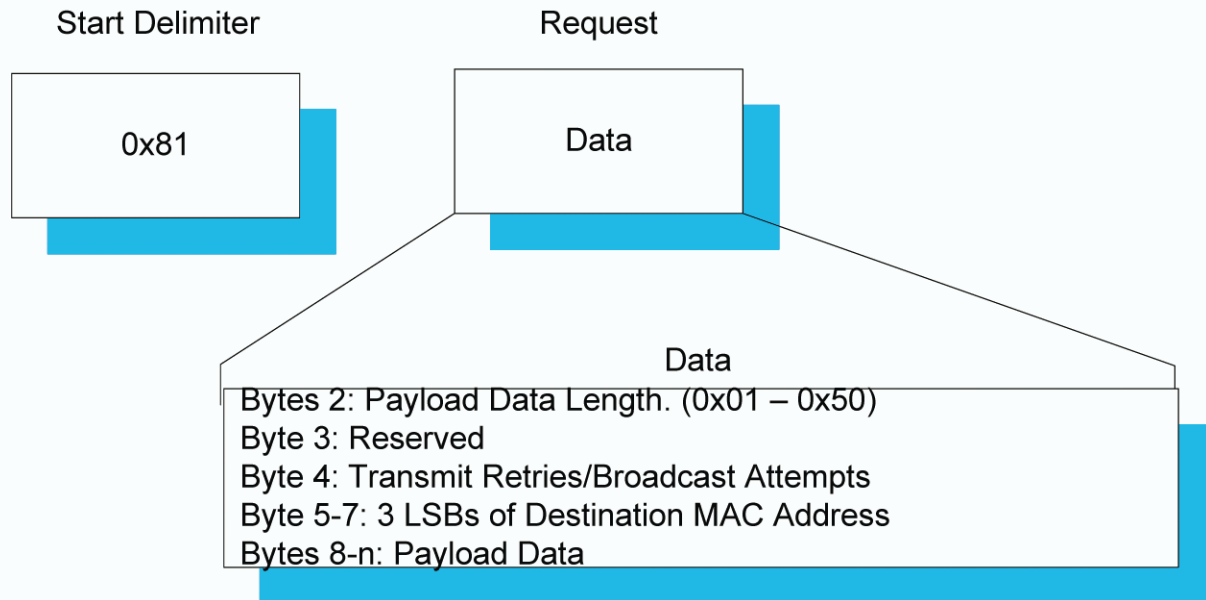 Start Delimiter
Request
0x81
Data
Data
Bytes 2: Payload Data Length. (0x01 – 0x50)
Byte 3: Reserved
Byte 4: Transmit Retries/Broadcast Attempts
Byte 5-7: 3 LSBs of Destination MAC Address
Bytes 8-n: Payload Data